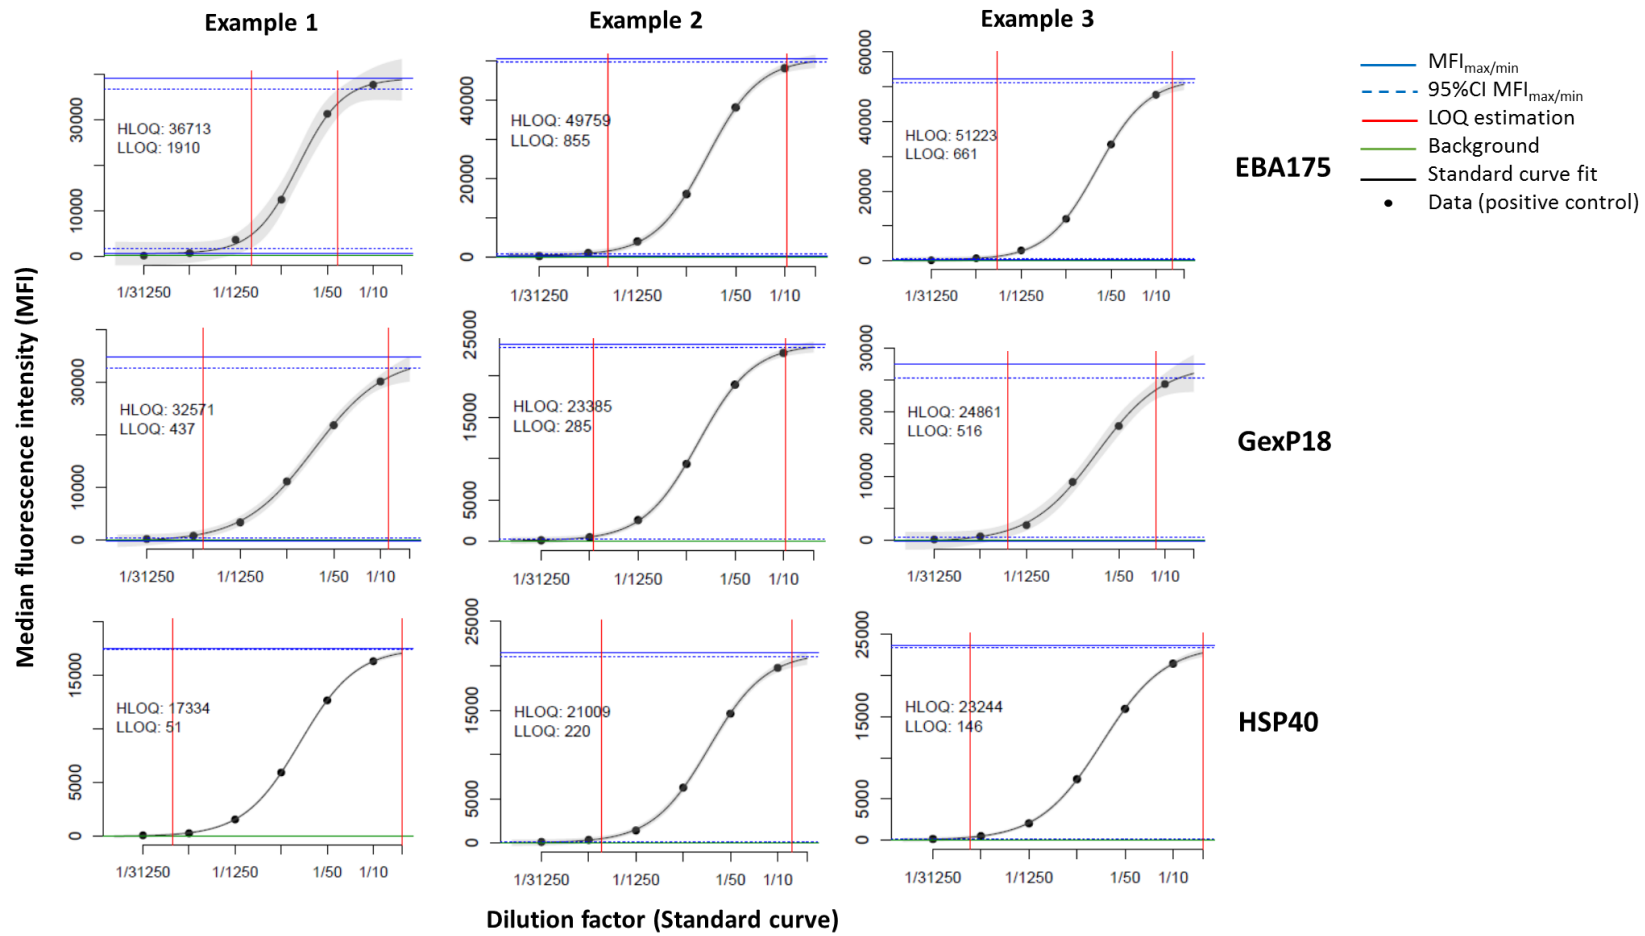 Example 1
Example 2
Example 3
Median fluorescence intensity (MFI)
0
10000
30000
HLOQ: 36713
LLOQ: 1910
1/31250
1/1250
1/50
1/10
0
20000
40000
HLOQ: 49759
LLOQ: 855
1/31250
1/1250
1/50
1/10
0
20000
40000
60000
HLOQ: 51223
LLOQ: 661
1/31250
1/1250
1/50
1/10
EBA175
MFImax/min
95%CI MFImax/min
LOQ estimation
Background
Standard curve fit
Data (positive control)
0
10000
30000
HLOQ: 32571
LLOQ: 437
1/31250
1/1250
1/50
1/10
0
5000
15000
25000
HLOQ: 23385
LLOQ: 285
1/31250
1/1250
1/50
1/10
0
10000
20000
30000
HLOQ: 24861
LLOQ: 516
1/31250
1/1250
1/50
1/10
GexP18
0
5000
15000
HLOQ: 17334
LLOQ: 51
1/31250
1/1250
1/50
1/10
0
5000
15000
25000
HLOQ: 21009
LLOQ: 220
1/31250
1/1250
1/50
1/10
0
5000
15000
25000
HLOQ: 23244
LLOQ: 146
1/31250
1/1250
1/50
1/10
HSP40
Dilution factor (Standard curve)